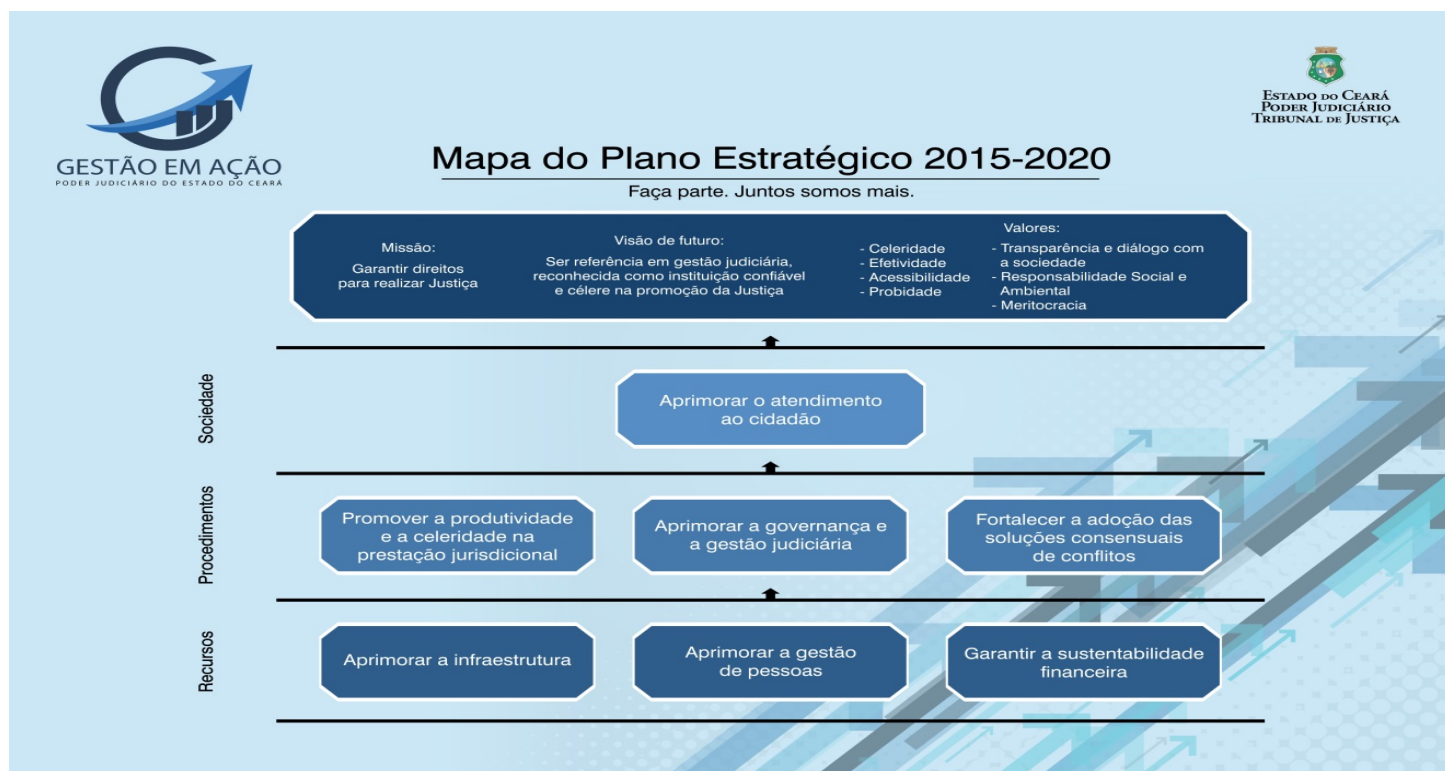 GESTÃO EM AÇÃO
PODER JUDICIÁRIO DO ESTADO DO CEARÁ
ESTADO DO CEARÁ
PODER JUDICIÁRIO
TRIBUNAL DE JUSTIÇA
Mapa do Plano Estratégico 2015-2020
Faça parte. Juntos somos mais.
Missão:
Garantir direitos
para realizar Justiça
Visão de futuro:
Ser referência em gestão judiciária,
reconhecida como instituição confiável
e célere na promoção da Justiça
Valores:
- Celeridade
- Efetividade
- Acessibilidade
- Probidade
- Transparência e diálogo com
a sociedade
- Responsabilidade Social e
Ambiental
- Meritocracia
Sociedade
Aprimorar o atendimento
ao cidadão
Procedimentos
Promover a produtividade
e a celeridade na
prestação jurisdicional
Aprimorar a governança e
a gestão judiciária
Fortalecer a adoção das
soluções consensuais
de conflitos
Recursos
Aprimorar a infraestrutura
Aprimorar a gestão
de pessoas
Garantir a sustentabilidade
financeira